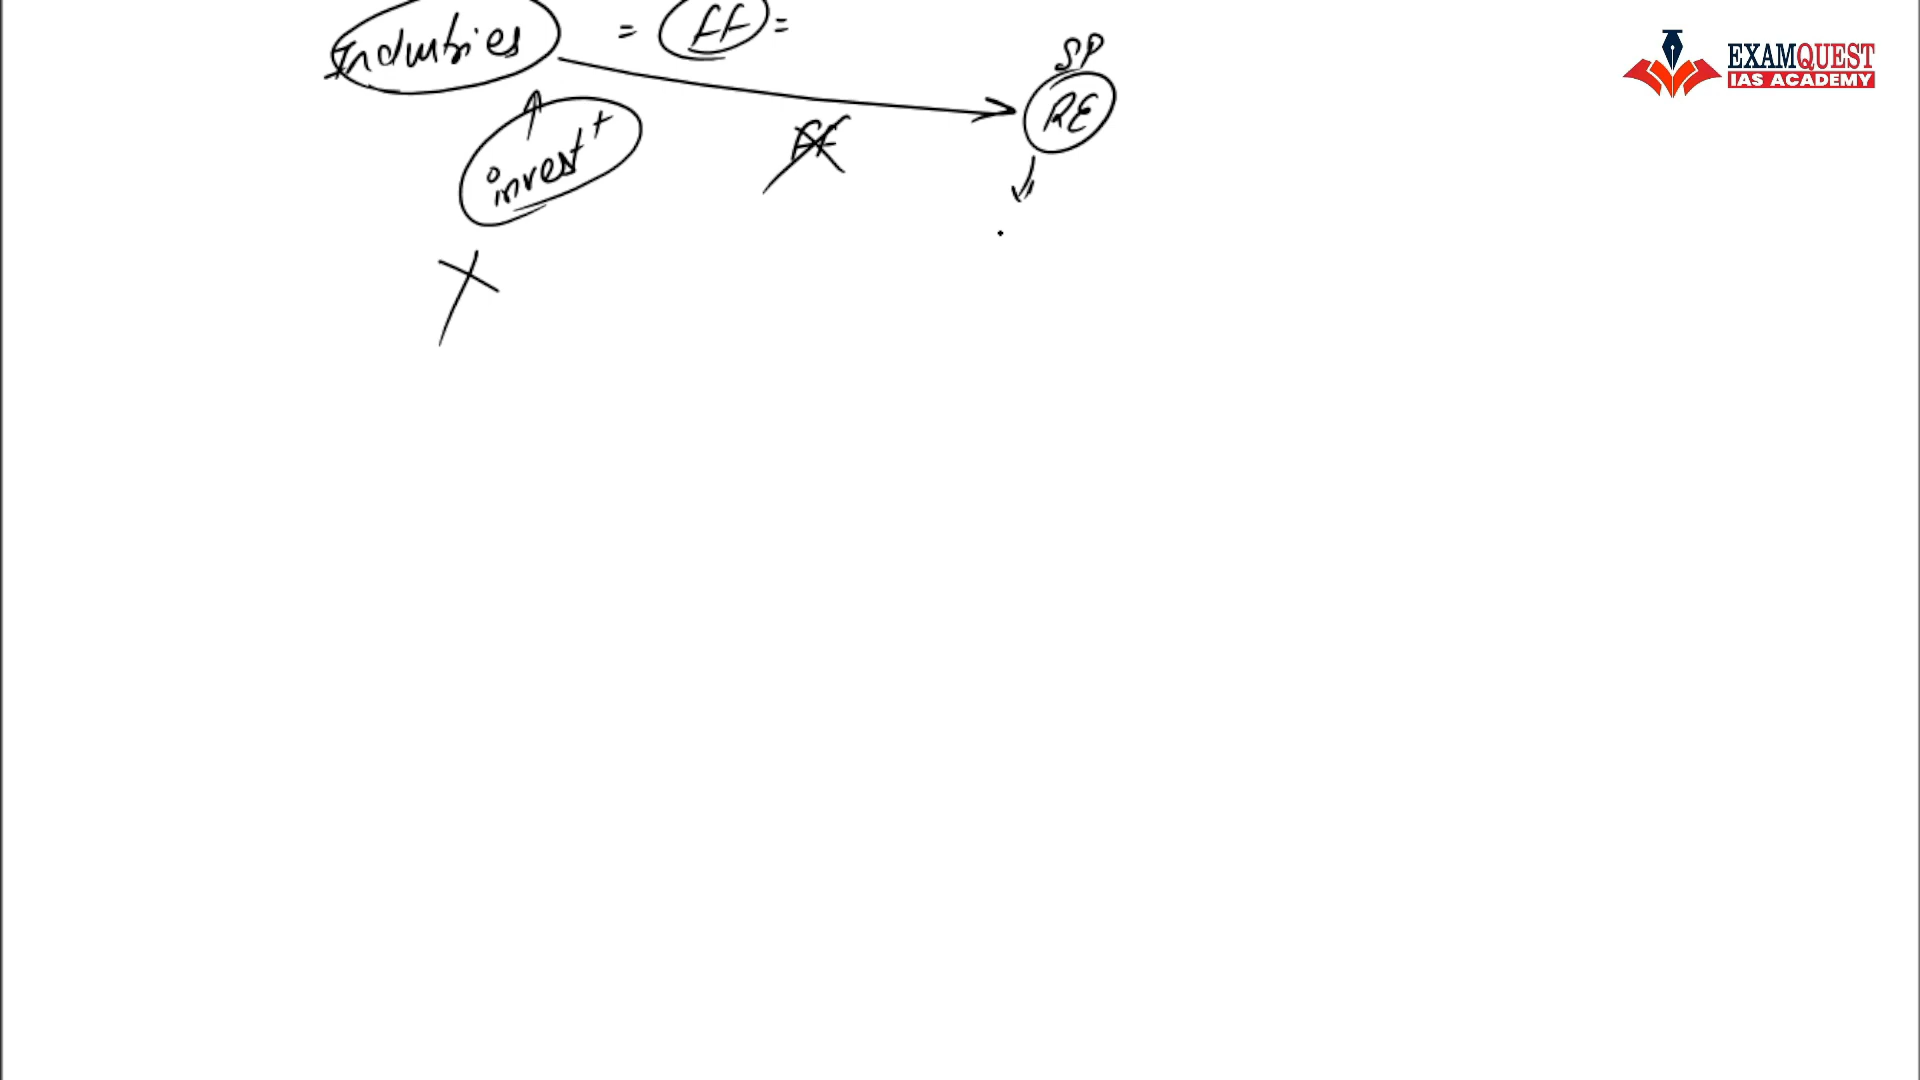 Industries = FF =
SP
RE
FF
invest+
EXAMQUEST
IAS ACADEMY